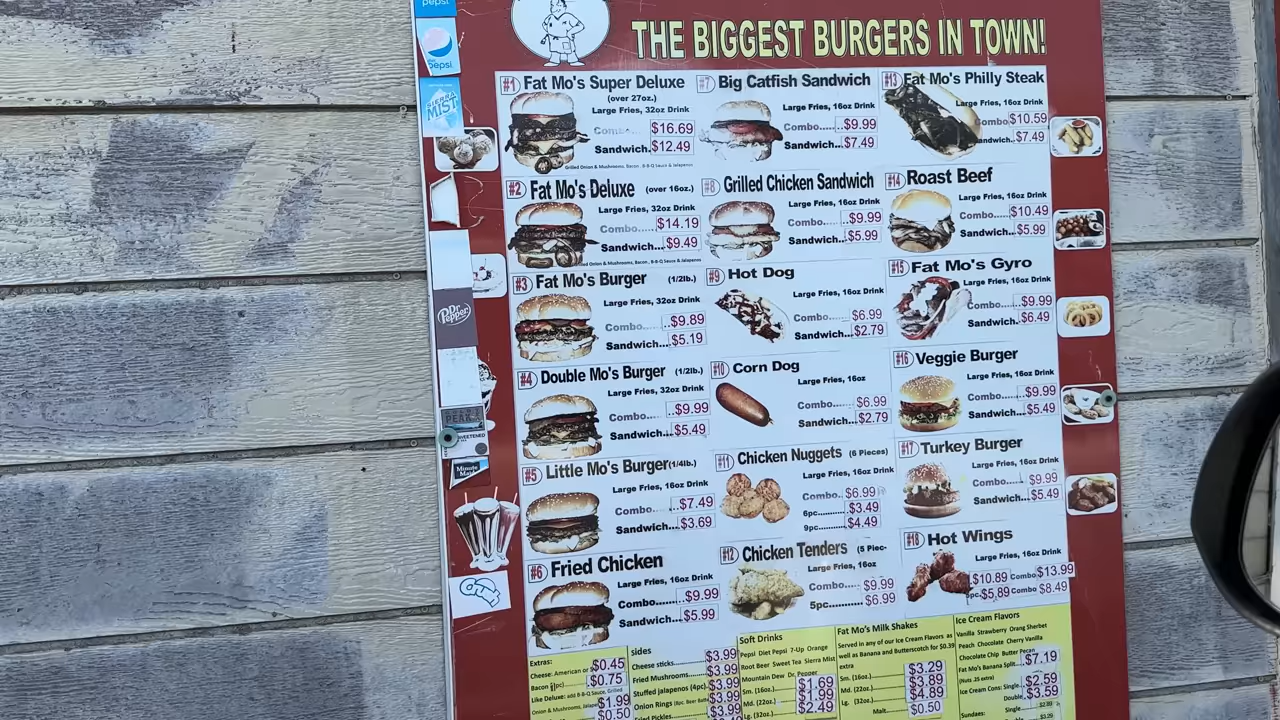 pepsi
THE BIGGEST BURGERS IN TOWN!
pepsi
SIERRA MIST
#1 Fat Mo's Super Deluxe
(over 27oz.)
Large Fries, 32oz Drink
Combo.... $16.69
Sandwich. $12.49
Grilled Onion & Mushrooms, Bacon, B-B-Q Sauce & Jalapenos
#2 Fat Mo's Deluxe (over 16oz.)
Large Fries, 32oz Drink
Combo..... $14.19
Sandwich... $9.49
Onion & Mushrooms, Bacon, B-B-Q Sauce & Jalapenos
#3 Fat Mo's Burger (1/2lb.)
Large Fries, 32oz Drink
Combo..... $9.89
Sandwich... $5.19
Dr Pepper
#4 Double Mo's Burger (1/2lb.)
Large Fries, 32oz Drink
Combo..... $9.99
Sandwich... $5.49
PEAK
Minute Maid
#5 Little Mo's Burger (1/4lb.)
Large Fries, 16oz Drink
Combo..... $7.49
Sandwich... $3.69
#6 Fried Chicken
Large Fries, 16oz Drink
Combo..... $9.99
Sandwich... $5.99
#7 Big Catfish Sandwich
Large Fries, 16oz Drink
Combo..... $9.99
Sandwich... $7.49
#8 Grilled Chicken Sandwich
Large Fries, 16oz Drink
Combo..... $9.99
Sandwich... $5.99
#9 Hot Dog
Large Fries, 16oz Drink
Combo..... $6.99
Sandwich... $2.79
#10 Corn Dog
Large Fries, 16oz
Combo..... $6.99
Sandwich... $2.79
#11 Chicken Nuggets (6 Pieces)
Large Fries, 16oz Drink
Combo. $6.99
6pc........ $3.49
9pc........ $4.49
#12 Chicken Tenders (5 Piec-
Large Fries, 16oz
Combo..... $9.99
5pc........... $6.99
#13 Fat Mo's Philly Steak
Large Fries, 16oz Drink
Combo. $10.59
andwich.. $7.49
#14 Roast Beef
Large Fries, 16oz Drink
Combo.... $10.49
Sandwich... $5.99
#15 Fat Mo's Gyro
Large Fries, 16oz Drink
Combo..... $9.99
Sandwich. $6.49
#16 Veggie Burger
Large Fries, 16oz Drink
Combo..... $9.99
Sandwich... $5.49
#17 Turkey Burger
Large Fries, 16oz Drink
Combo..... $9.99
Sandwich... $5.49
#18 Hot Wings
Large Fries, 16oz Drink
$10.89 Combo $13.99
pc. $5.89 Combo $8.49
Extras:
Cheese: American or $0.45
Bacon (1pc) $0.75
Like Deluxe: add B-B-Q Sauce, Grilled
Onion & Mushrooms, $1.99
$0.50
sides
Cheese sticks..... $3.99
Fried Mushrooms.... $3.99
Stuffed jalapenos (4pc) $3.99
Onion Rings $3.99
Fried Pickles
Soft Drinks
Pepsi Diet Pepsi 7-Up Orange
Root Beer Sweet Tea Sierra Mist
Mountain Dew Dr. Pepper
Sm. (16oz.) $1.69
Md. (22oz.) $1.99
Lg. (32oz) $2.49
Fat Mo's Milk Shakes
Served in any of our Ice Cream Flavors as
well as Banana and Butterscotch for $0.39
extra
Sm. (16oz.) $3.29
Md. (22oz.) $3.89
Lg. (32oz.) $4.89
Malt...... $0.50
Ice Cream Flavors
Vanilla Strawberry Orang Sherbet
Peach Chocolate Cherry Vanilla
Chocolate Chip Butter Pecan
Fat Mo's Banana Split..... $7.19
(Nuts .25 extra)
Ice Cream Cons: Single $2.59
Double $3.59
Sundaes: Single
Double